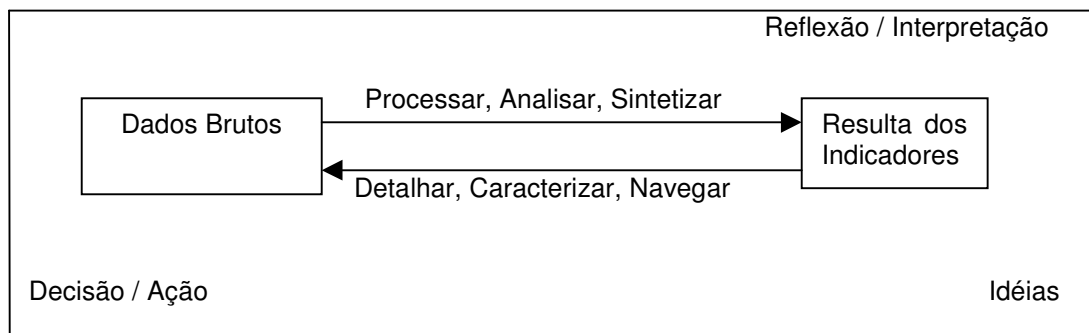 Reflexão / Interpretação
Processar, Analisar, Sintetizar
Dados Brutos
Resulta dos
Indicadores
Detalhar, Caracterizar, Navegar
Decisão / Ação
Idéias